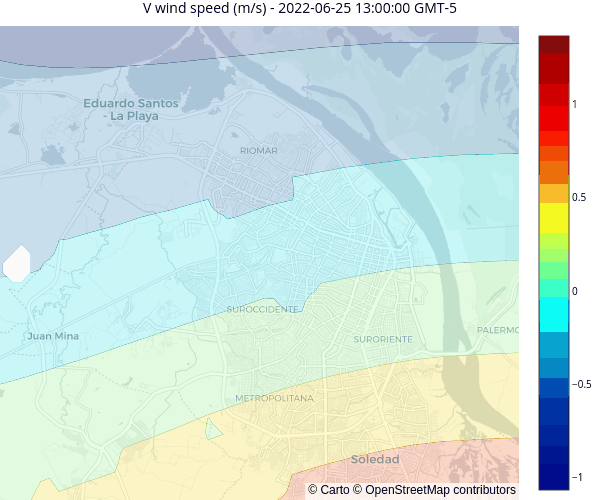 V wind speed (m/s) - 2022-06-25 13:00:00 GMT-5
Eduardo Santos
- La Playa
RIOMAR
SUROCCIDENTE
Juan Mina
SURORIENTE
PALERMO
METROPOLITANA
Soledad
© Carto © OpenStreetMap contributors
1
0.5
0
−0.5
−1